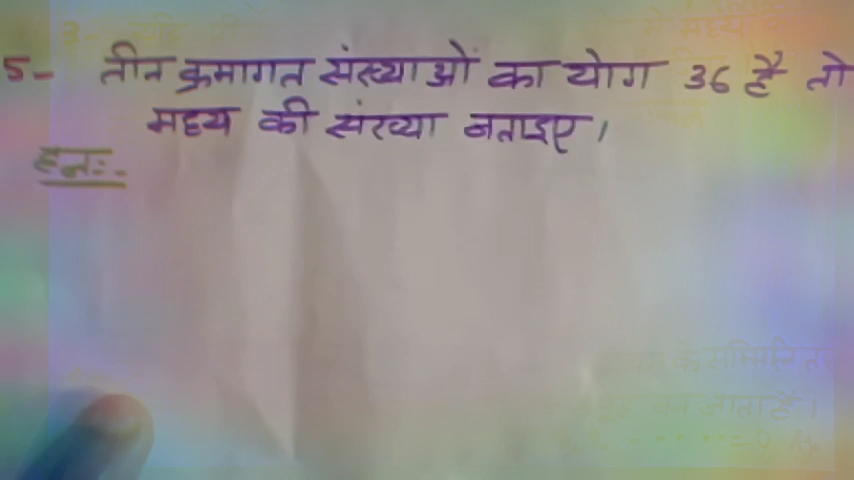 5- तीन क्रमागत संख्याओं का योग 36 है तो
मध्य की संख्या बताइए।
हल:-